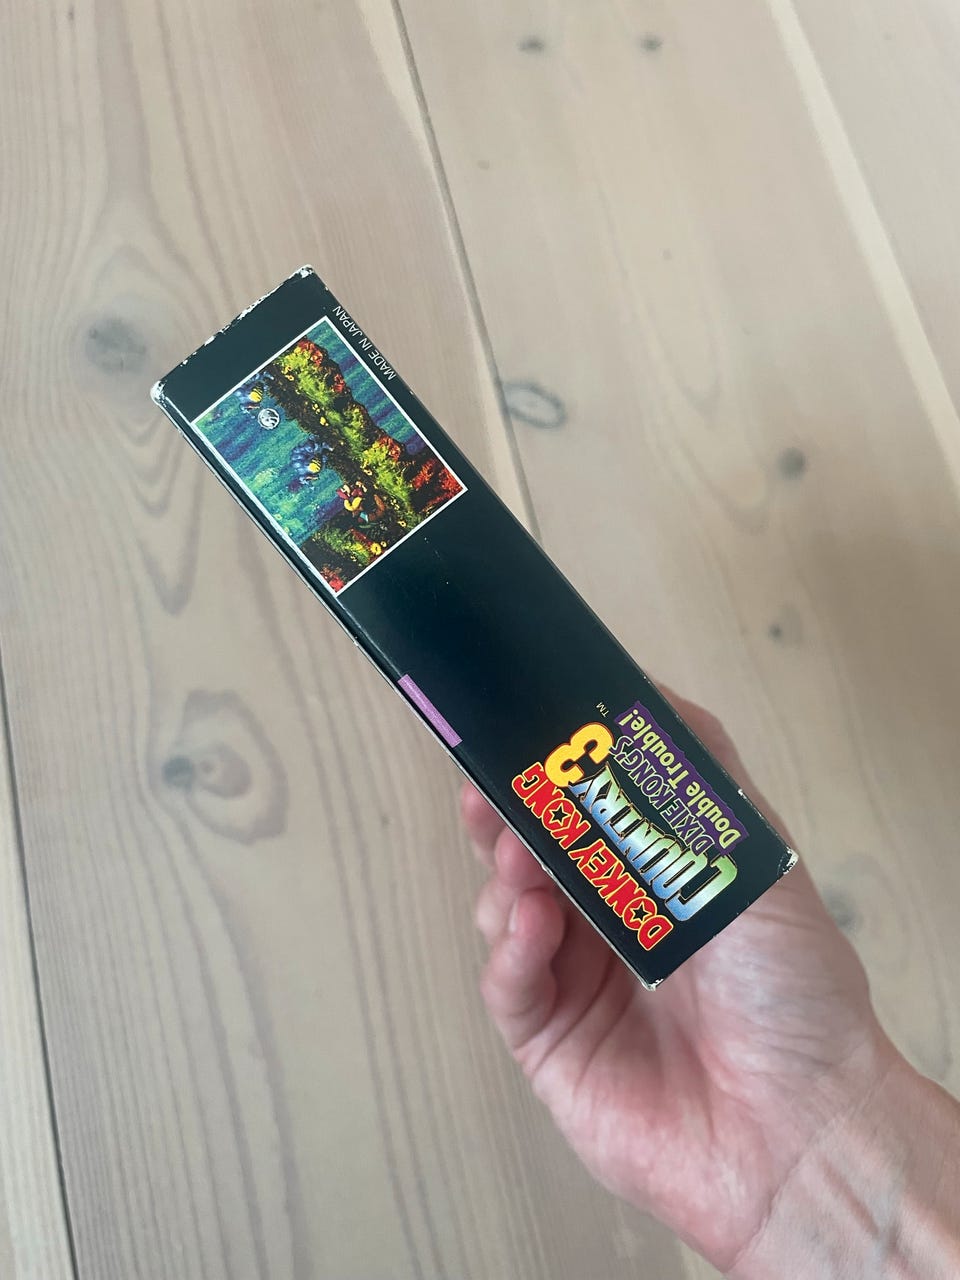 DONKEY KONG
COUNTRY 3
TM
DIXIE KONG'S
Double Trouble!
MADE IN JAPAN